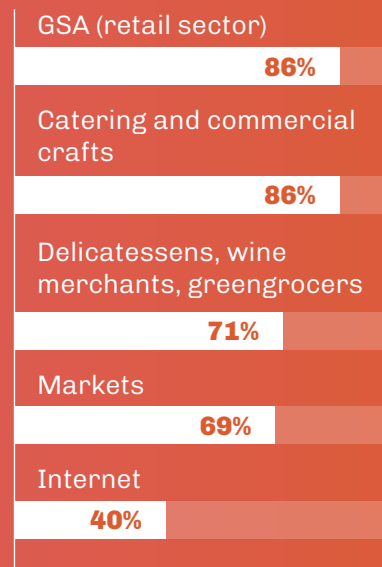 GSA (retail sector)
86%
Catering and commercial
crafts
86%
Delicatessens, wine
merchants, greengrocers
71%
Markets
69%
Internet
40%